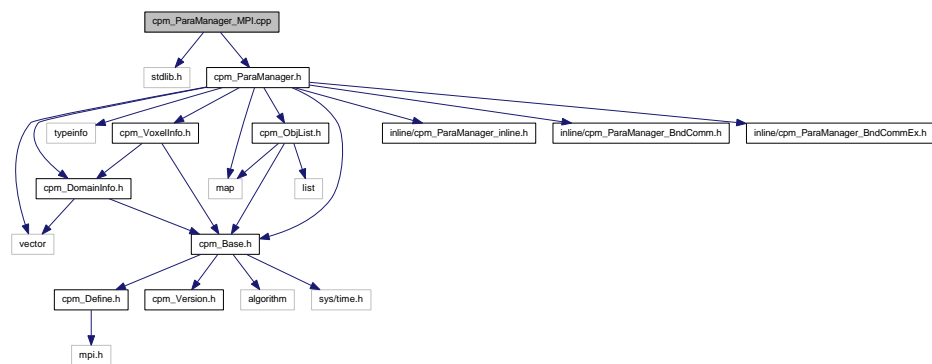 cpm_ParaManager_MPI.cpp
stdlib.h
cpm_ParaManager.h
typeinfo
cpm_VoxelInfo.h
cpm_ObjList.h
inline/cpm_ParaManager_inline.h
inline/cpm_ParaManager_BndComm.h
inline/cpm_ParaManager_BndCommEx.h
cpm_DomainInfo.h
map
list
vector
cpm_Base.h
cpm_Define.h
cpm_Version.h
algorithm
sys/time.h
mpi.h